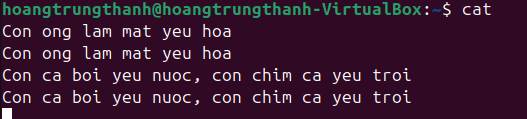 hoangtrungthanh@hoangtrungthanh-VirtualBox:~$ cat
Con ong lam mat yeu hoa
Con ong lam mat yeu hoa
Con ca boi yeu nuoc, con chim ca yeu troi
Con ca boi yeu nuoc, con chim ca yeu troi